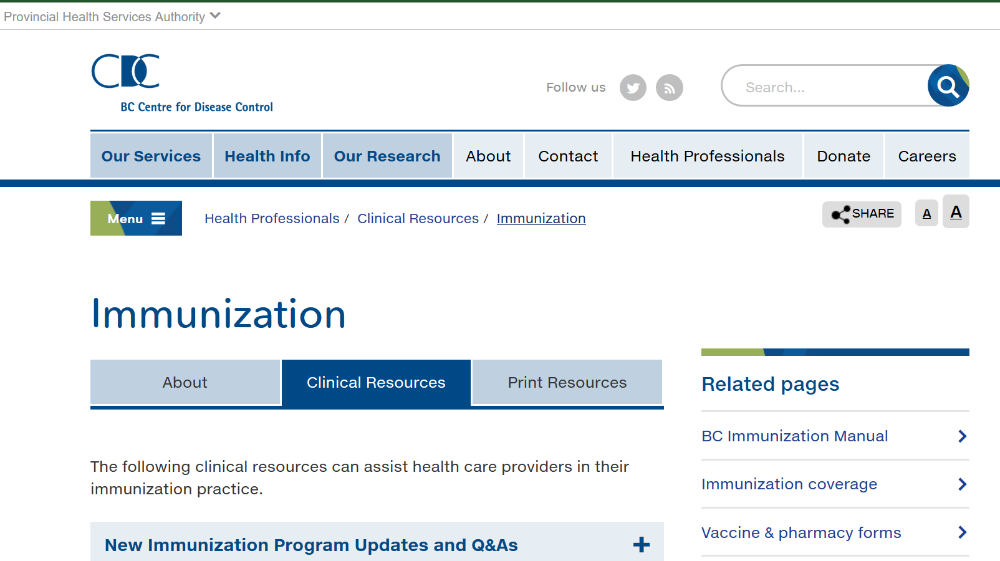 Provincial Health Services Authority
CDC
BC Centre for Disease Control
Follow us
Search...
Our Services
Health Info
Our Research
About
Contact
Health Professionals
Donate
Careers
Menu
Health Professionals / Clinical Resources / Immunization
SHARE
A
A
Immunization
About
Clinical Resources
Print Resources
The following clinical resources can assist health care providers in their
immunization practice.
New Immunization Program Updates and Q&As
Related pages
BC Immunization Manual
Immunization coverage
Vaccine & pharmacy forms